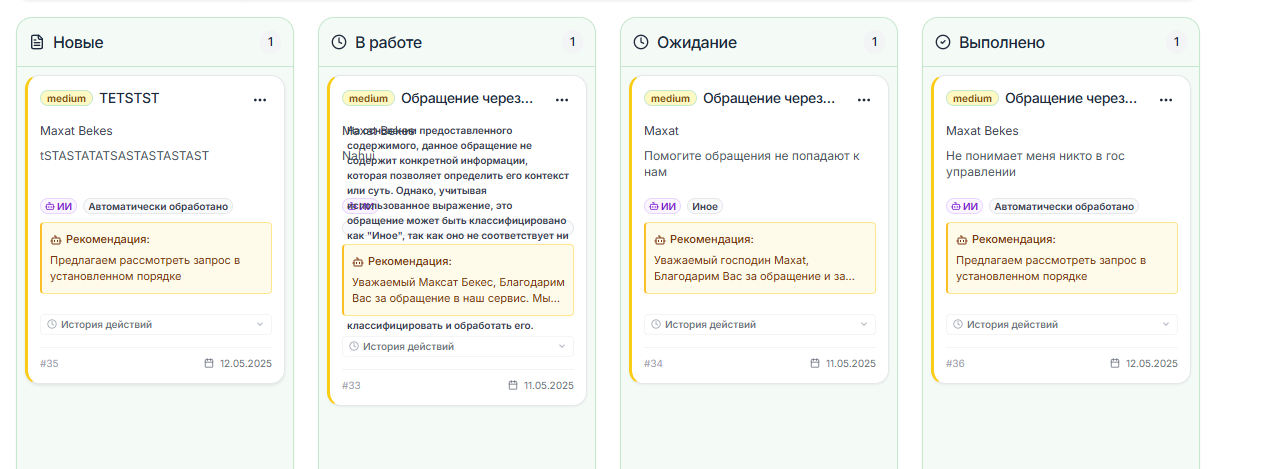 Новые 1
medium TETSTST ...
Maxat Bekes
tSTASTATATSASTASTASTAST
ИИ Автоматически обработано
Рекомендация:
Предлагаем рассмотреть запрос в
установленном порядке
История действий
#35 12.05.2025
В работе 1
medium Обращение через... ...
Maxat Bekes
На основании предоставленного
содержимого, данное обращение не
Nahui
содержит конкретной информации,
которая позволяет определить его контекст
или суть. Однако, учитывая
использованное выражение, это
ИИ
обращение может быть классифицировано
как "Иное", так как оно не соответствует ни
Рекомендация:
Уважаемый Максат Бекес, Благодарим
Вас за обращение в наш сервис. Мы...
классифицировать и обработать его.
История действий
#33 11.05.2025
Ожидание 1
medium Обращение через... ...
Maxat
Помогите обращения не попадают к
нам
ИИ Иное
Рекомендация:
Уважаемый господин Maxat,
Благодарим Вас за обращение и за...
История действий
#34 11.05.2025
Выполнено 1
medium Обращение через... ...
Maxat Bekes
Не понимает меня никто в гос
управлении
ИИ Автоматически обработано
Рекомендация:
Предлагаем рассмотреть запрос в
установленном порядке
История действий
#36 12.05.2025